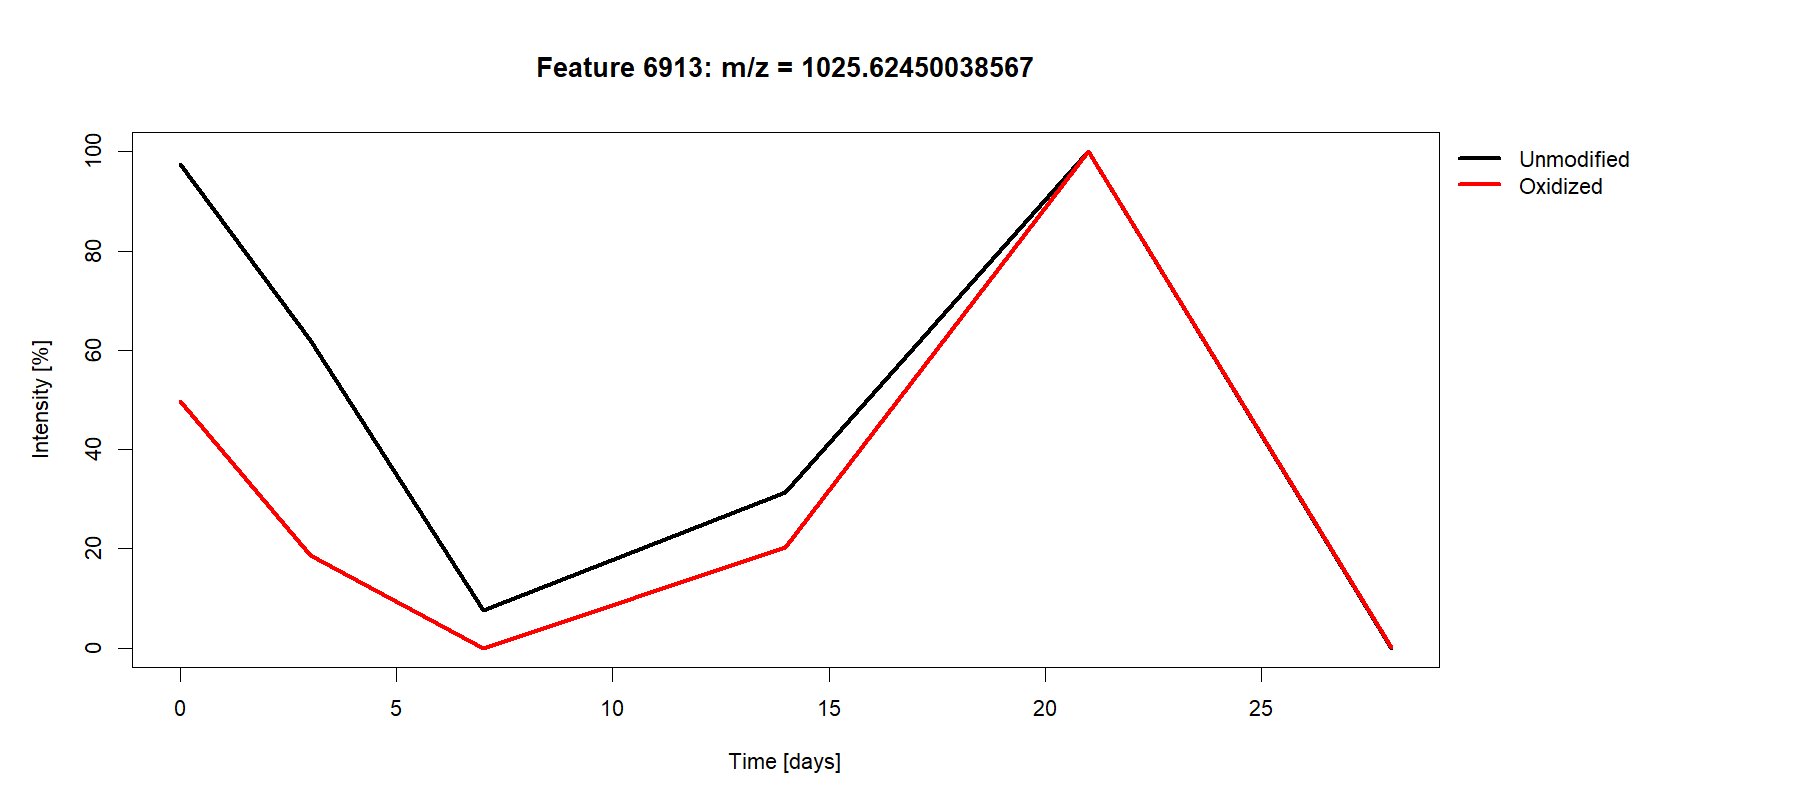 Feature 6913: m/z = 1025.62450038567
Unmodified
Oxidized
Intensity [%]
100
80
60
40
20
0
0 5 10 15 20 25
Time [days]